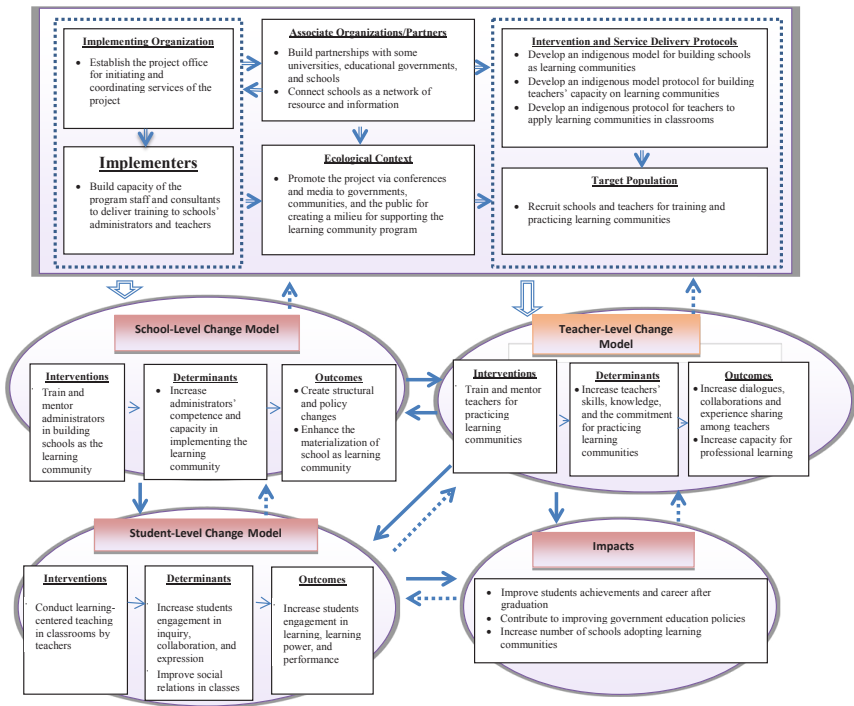 Implementing Organization
• Establish the project office
for initiating and
coordinating services of the
project
Associate Organizations/Partners
• Build partnerships with some
universities, educational governments,
and schools
• Connect schools as a network of
resource and information
Intervention and Service Delivery Protocols
• Develop an indigenous model for building schools
as learning communities
• Develop an indigenous model protocol for building
teachers' capacity on learning communities
• Develop an indigenous protocol for teachers to
apply learning communities in classrooms
Implementers
• Build capacity of the
program staff and consultants
to deliver training to schools'
administrators and teachers
Ecological Context
• Promote the project via conferences
and media to governments,
communities, and the public for
creating a milieu for supporting the
learning community program
Target Population
• Recruit schools and teachers for training and
practicing learning communities
School-Level Change Model
Interventions
Train and
mentor
administrators
in building
schools as the
learning
community
Determinants
• Increase
administrators'
competence and
capacity in
implementing the
learning
community
Outcomes
• Create structural
and policy
changes
• Enhance the
materialization of
school as learning
community
Teacher-Level Change
Model
Interventions
Train and mentor
teachers for
practicing
learning
communities
Determinants
• Increase teachers'
skills, knowledge,
and the commitment
for practicing
learning
communities
Outcomes
• Increase dialogues,
collaborations and
experience sharing
among teachers
• Increase capacity for
professional learning
Student-Level Change Model
Interventions
Conduct learning-
centered teaching
in classrooms by
teachers
Determinants
Increase students
engagement in
inquiry,
collaboration, and
expression
Improve social
relations in classes
Outcomes
Increase students
engagement in
learning, learning
power, and
performance
Impacts
• Improve students achievements and career after
graduation
• Contribute to improving government education policies
• Increase number of schools adopting learning
communities